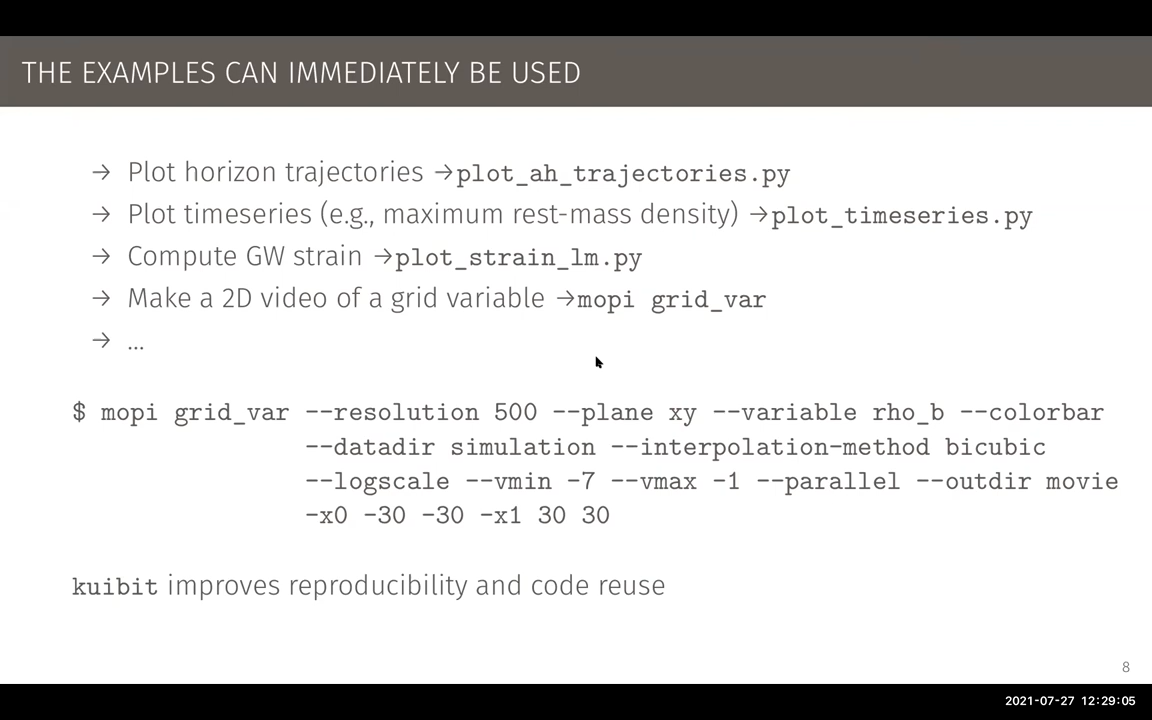 THE EXAMPLES CAN IMMEDIATELY BE USED
→ Plot horizon trajectories →plot_ah_trajectories.py
→ Plot timeseries (e.g., maximum rest-mass density) →plot_timeseries.py
→ Compute GW strain →plot_strain_lm.py
→ Make a 2D video of a grid variable →mopi grid_var
→ …
$ mopi grid_var --resolution 500 --plane xy --variable rho_b --colorbar
--datadir simulation --interpolation-method bicubic
--logscale --vmin -7 --vmax -1 --parallel --outdir movie
-x0 -30 -30 -x1 30 30
kuibit improves reproducibility and code reuse
8
2021-07-27 12:29:05